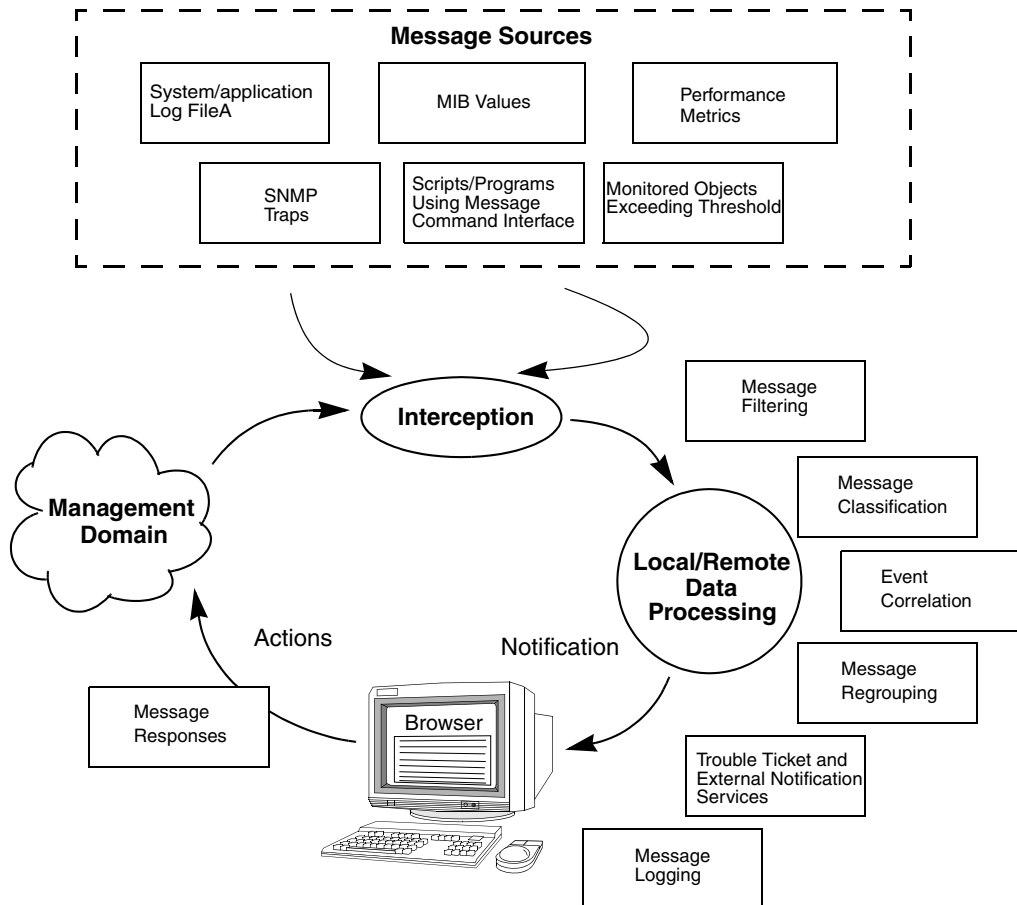 Message Sources
System/application
Log FileA
MIB Values
Performance
Metrics
SNMP
Traps
Scripts/Programs
Using Message
Command Interface
Monitored Objects
Exceeding Threshold
Interception
Message
Filtering
Management
Domain
Message
Classification
Local/Remote
Data
Processing
Event
Correlation
Actions
Notification
Message
Regrouping
Message
Responses
Browser
Trouble Ticket and
External Notification
Services
Message
Logging